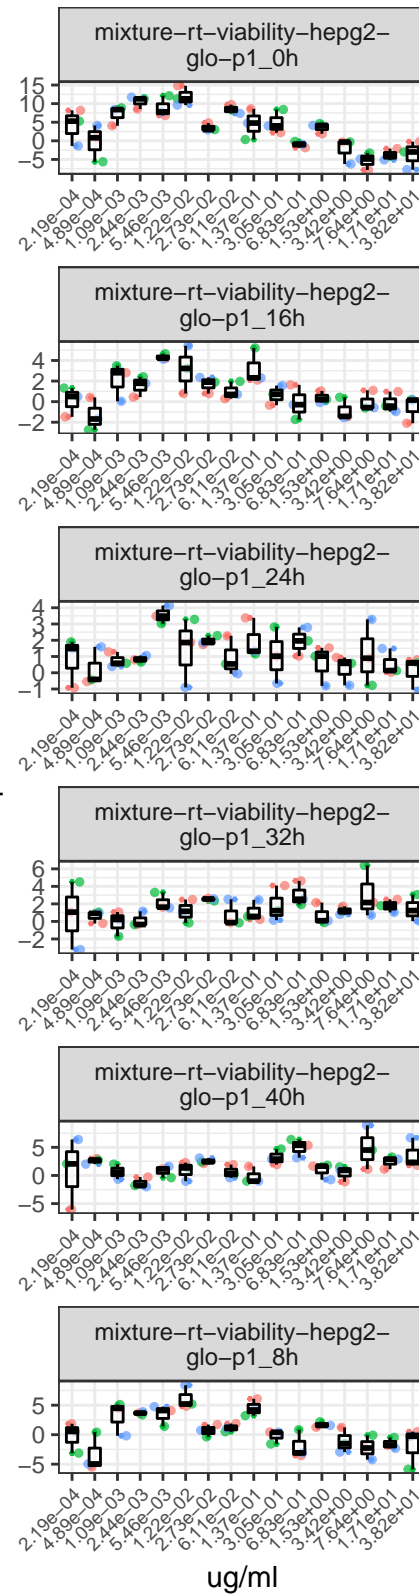 mixture−rt−viability−hepg2−
glo−p1_0h
15
10
5
0
−5
2.19e−04
4.89e−04
1.09e−03
2.44e−03
5.46e−03
1.22e−02
2.73e−02
6.11e−02
1.37e−01
3.05e−01
6.83e−01
1.53e+00
3.42e+00
7.64e+00
1.71e+01
3.82e+01
mixture−rt−viability−hepg2−
glo−p1_16h
4
2
0
−2
2.19e−04
4.89e−04
1.09e−03
2.44e−03
5.46e−03
1.22e−02
2.73e−02
6.11e−02
1.37e−01
3.05e−01
6.83e−01
1.53e+00
3.42e+00
7.64e+00
1.71e+01
3.82e+01
mixture−rt−viability−hepg2−
glo−p1_24h
4
3
2
1
0
−1
2.19e−04
4.89e−04
1.09e−03
2.44e−03
5.46e−03
1.22e−02
2.73e−02
6.11e−02
1.37e−01
3.05e−01
6.83e−01
1.53e+00
3.42e+00
7.64e+00
1.71e+01
3.82e+01
mixture−rt−viability−hepg2−
glo−p1_32h
6
4
2
0
−2
2.19e−04
4.89e−04
1.09e−03
2.44e−03
5.46e−03
1.22e−02
2.73e−02
6.11e−02
1.37e−01
3.05e−01
6.83e−01
1.53e+00
3.42e+00
7.64e+00
1.71e+01
3.82e+01
mixture−rt−viability−hepg2−
glo−p1_40h
5
0
−5
2.19e−04
4.89e−04
1.09e−03
2.44e−03
5.46e−03
1.22e−02
2.73e−02
6.11e−02
1.37e−01
3.05e−01
6.83e−01
1.53e+00
3.42e+00
7.64e+00
1.71e+01
3.82e+01
mixture−rt−viability−hepg2−
glo−p1_8h
5
0
−5
2.19e−04
4.89e−04
1.09e−03
2.44e−03
5.46e−03
1.22e−02
2.73e−02
6.11e−02
1.37e−01
3.05e−01
6.83e−01
1.53e+00
3.42e+00
7.64e+00
1.71e+01
3.82e+01
ug/ml